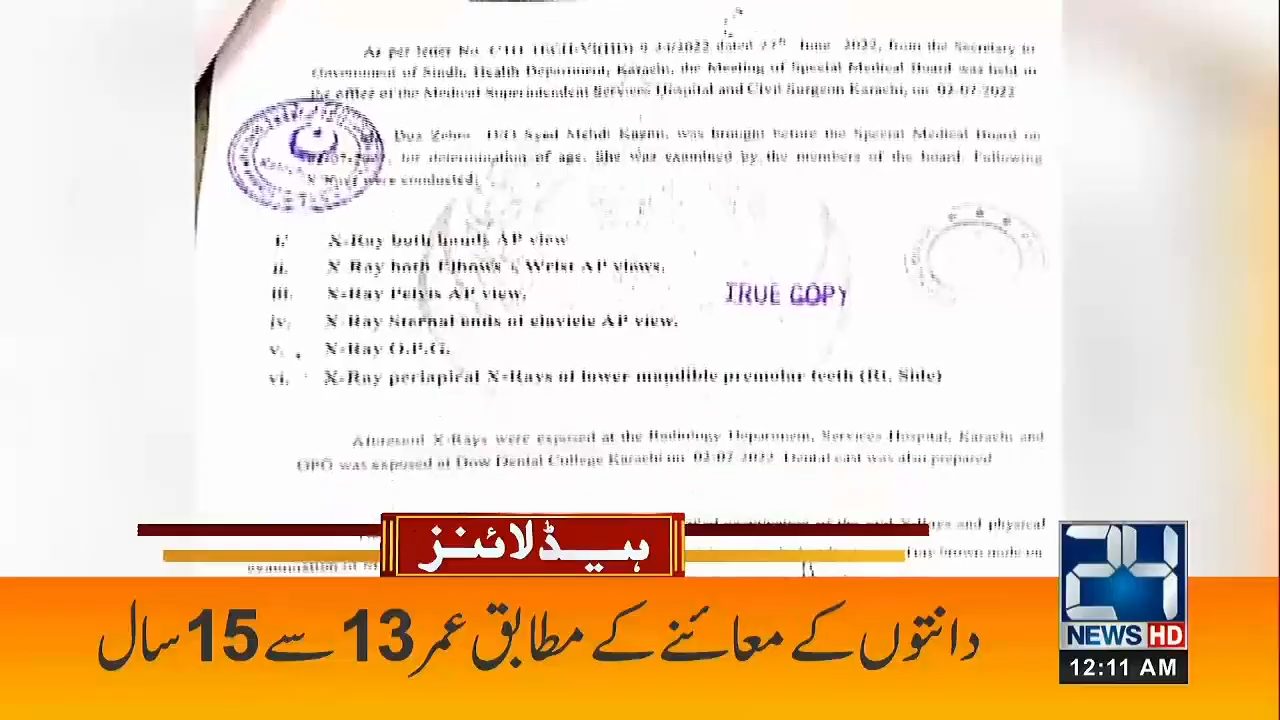 As per letter No. dated June 2022, from the Secretary to
Government of Sindh, Health Department, Karachi, the Meeting of Special Medical Board was held in
the office of the Medical Superintendent Services Hospital and Civil Surgeon Karachi, on 02-07-2022
Dua Zehra D/O Syed Mehdi Kazmi, was brought before the Special Medical Board on
for determination of age. She was examined by the members of the board. Following
X-Rays were conducted;
i. X-Ray both hands AP view
ii. X-Ray both Elbows & Wrist AP views.
iii. X-Ray Pelvis AP view.
iv. X-Ray Sternal ends of clavicle AP view.
v. X-Ray O.P.G.
vi. X-Ray periapical X-Rays of lower mandible premolar teeth (Rt. Side)
TRUE COPY
Aforesaid X-Rays were exposed at the Radiology Department, Services Hospital, Karachi and
OPG was exposed at Dow Dental College Karachi on 02-07-2022 Dental cast was also prepared
X-Rays and physical
ہیڈلائنز
دانتوں کے معائنے کے مطابق عمر 13 سے 15 سال
24
NEWS HD
12:11 AM